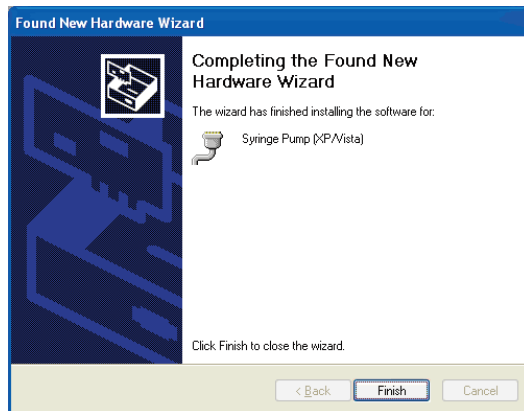 Found New Hardware Wizard
Completing the Found New
Hardware Wizard
The wizard has finished installing the software for:
Syringe Pump (XP/Vista)
Click Finish to close the wizard.
< Back
Finish
Cancel